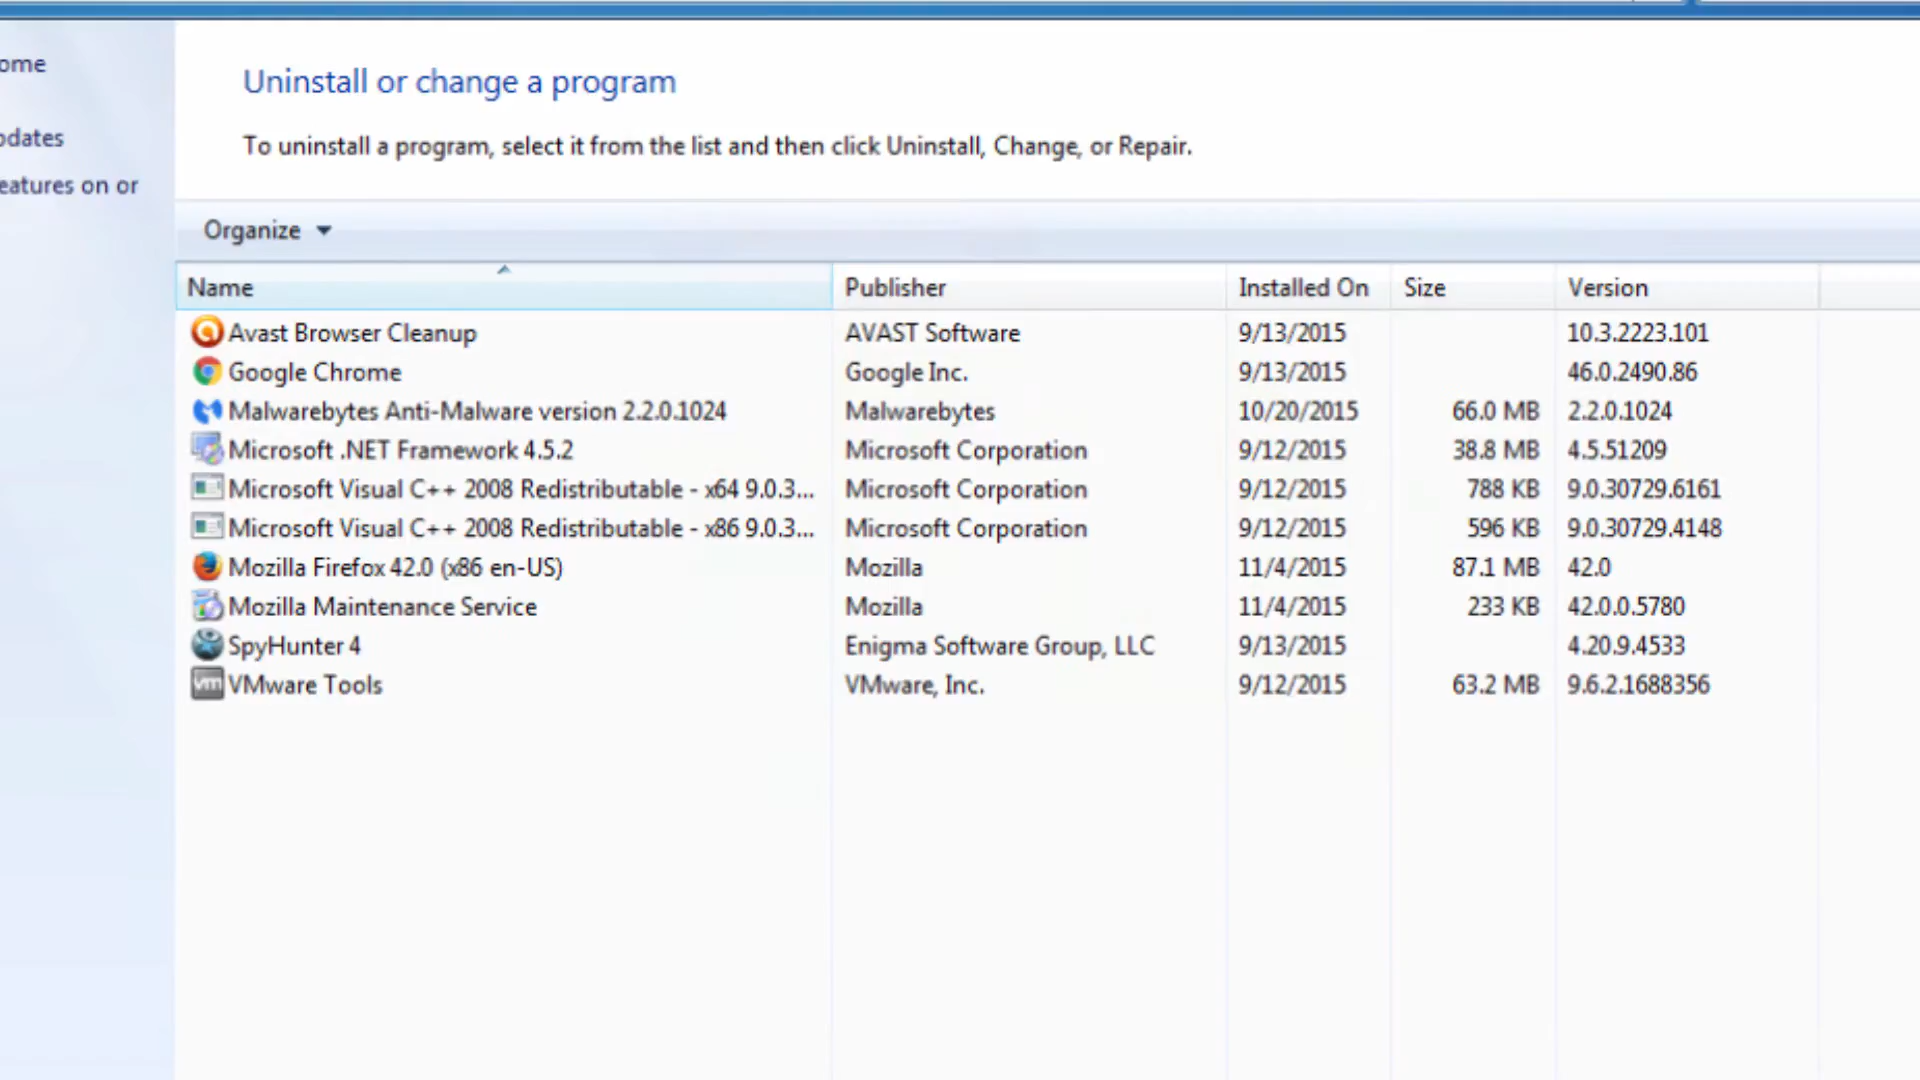 ome
Uninstall or change a program
pdates
To uninstall a program, select it from the list and then click Uninstall, Change, or Repair.
eatures on or
Organize
Name Publisher Installed On Size Version
Avast Browser Cleanup AVAST Software 9/13/2015 10.3.2223.101
Google Chrome Google Inc. 9/13/2015 46.0.2490.86
Malwarebytes Anti-Malware version 2.2.0.1024 Malwarebytes 10/20/2015 66.0 MB 2.2.0.1024
Microsoft .NET Framework 4.5.2 Microsoft Corporation 9/12/2015 38.8 MB 4.5.51209
Microsoft Visual C++ 2008 Redistributable - x64 9.0.3... Microsoft Corporation 9/12/2015 788 KB 9.0.30729.6161
Microsoft Visual C++ 2008 Redistributable - x86 9.0.3... Microsoft Corporation 9/12/2015 596 KB 9.0.30729.4148
Mozilla Firefox 42.0 (x86 en-US) Mozilla 11/4/2015 87.1 MB 42.0
Mozilla Maintenance Service Mozilla 11/4/2015 233 KB 42.0.0.5780
SpyHunter 4 Enigma Software Group, LLC 9/13/2015 4.20.9.4533
vm VMware Tools VMware, Inc. 9/12/2015 63.2 MB 9.6.2.1688356